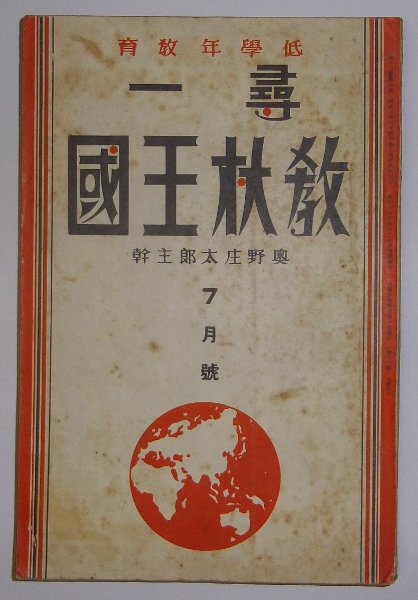 低學年敎育
尋一
敎材王國
奧野庄太郎主幹
7月號